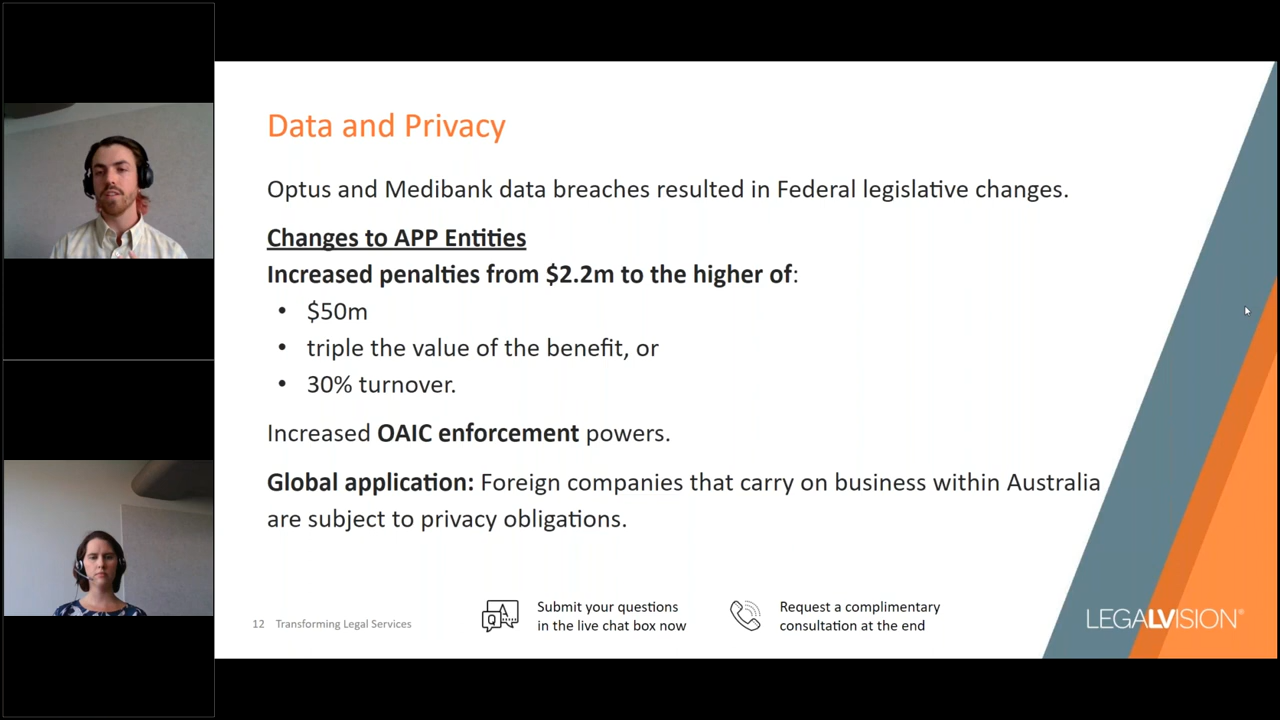 Data and Privacy
Optus and Medibank data breaches resulted in Federal legislative changes.
Changes to APP Entities
Increased penalties from $2.2m to the higher of:
• $50m
• triple the value of the benefit, or
• 30% turnover.
Increased OAIC enforcement powers.
Global application: Foreign companies that carry on business within Australia
are subject to privacy obligations.
12 Transforming Legal Services
Q A
Submit your questions
in the live chat box now
Request a complimentary
consultation at the end
LEGALVISION®